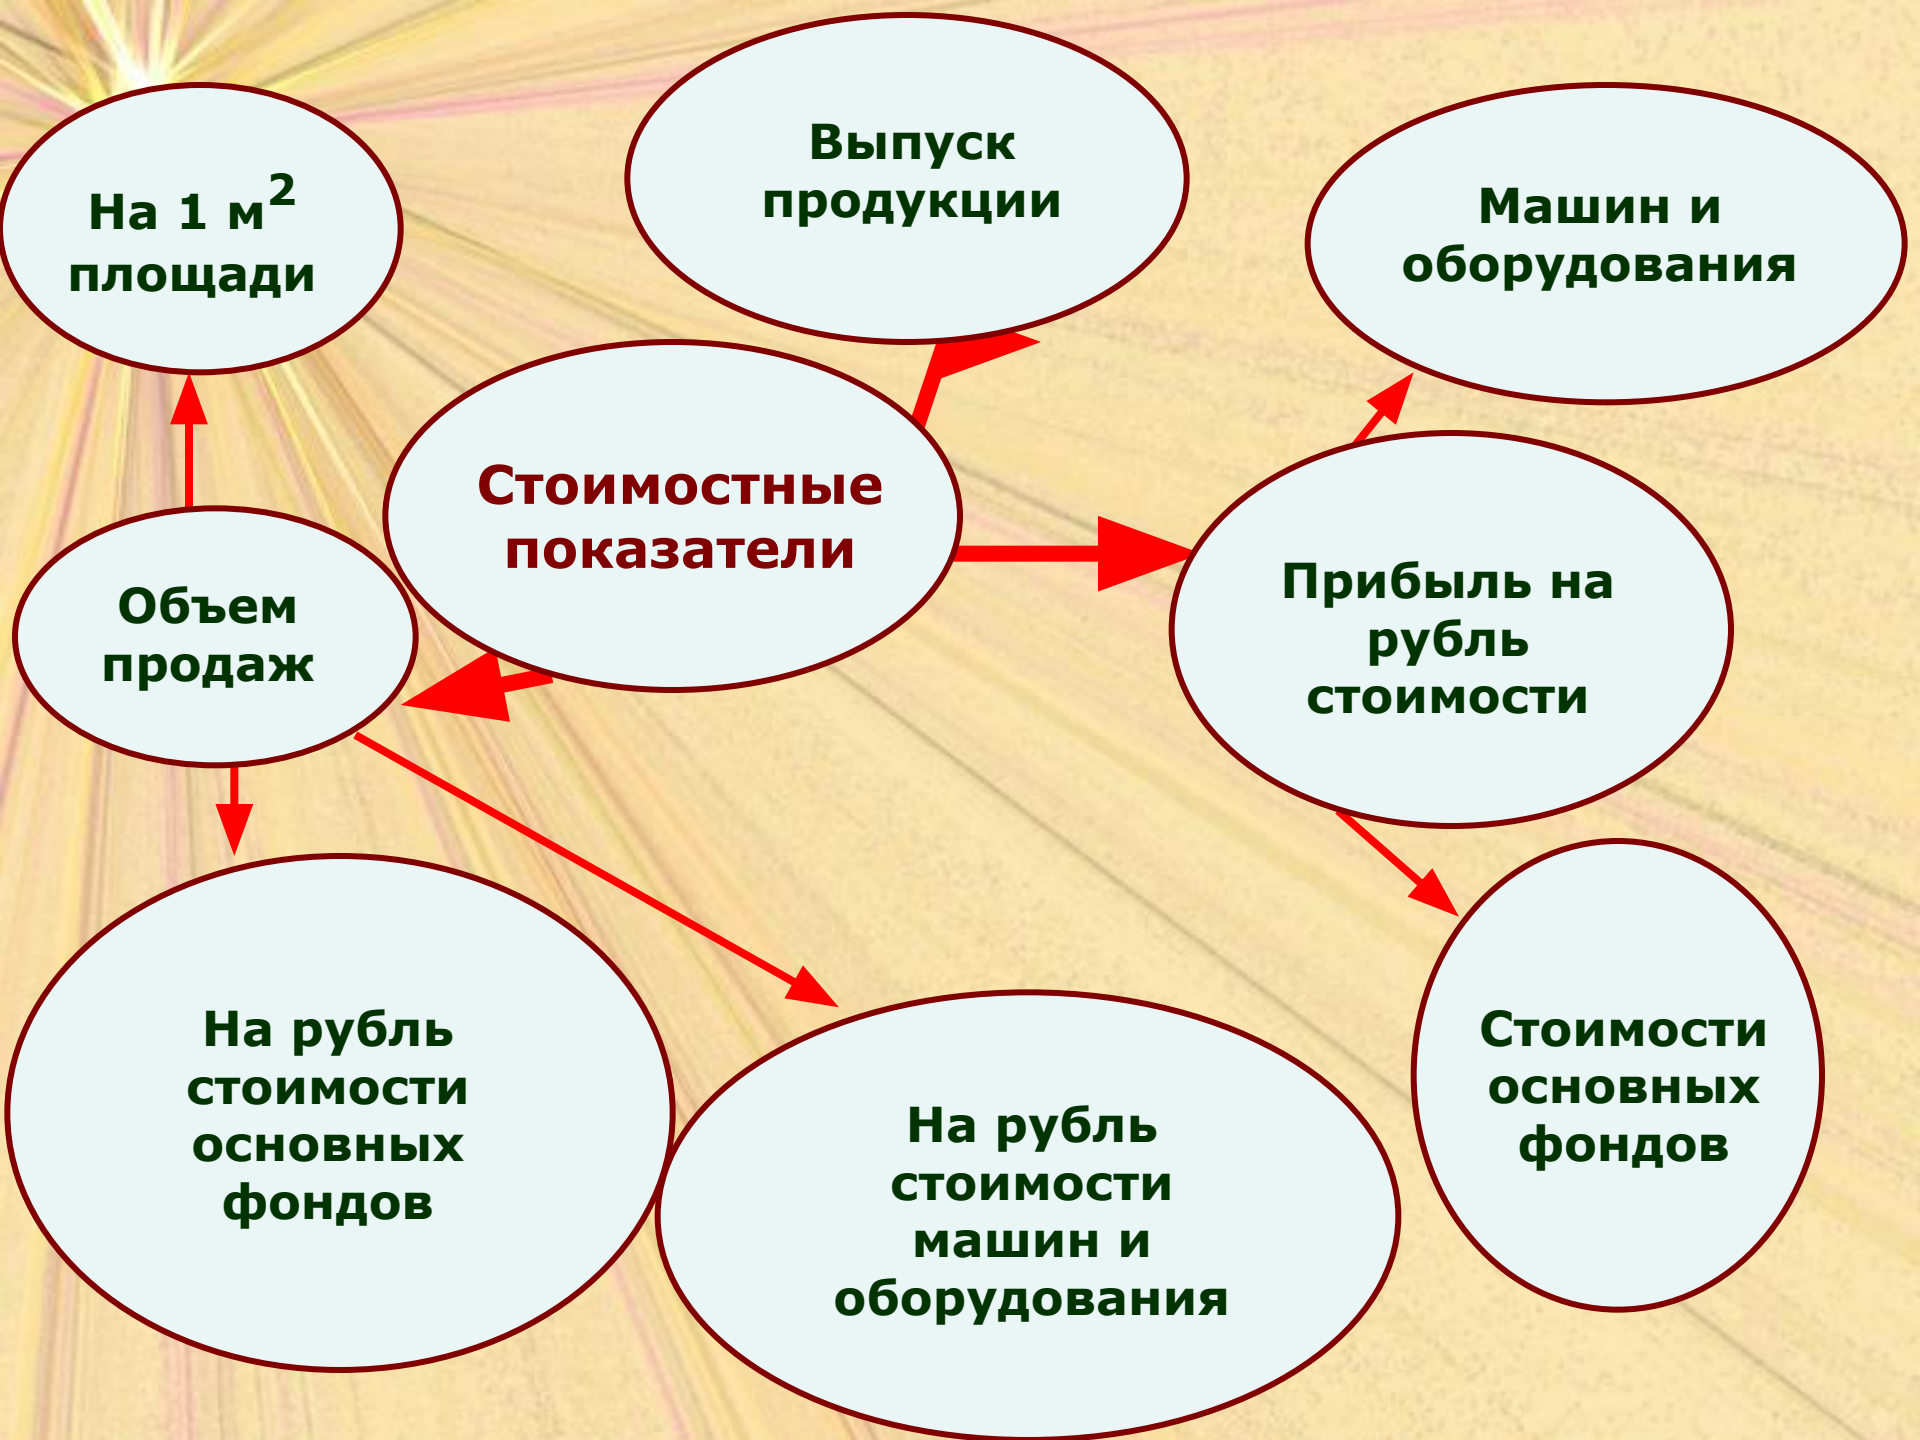 Выпуск
продукции
На 1 м²
площади
Машин и
оборудования
Стоимостные
показатели
Объем
продаж
Прибыль на
рубль
стоимости
На рубль
стоимости
основных
фондов
На рубль
стоимости
машин и
оборудования
Стоимости
основных
фондов